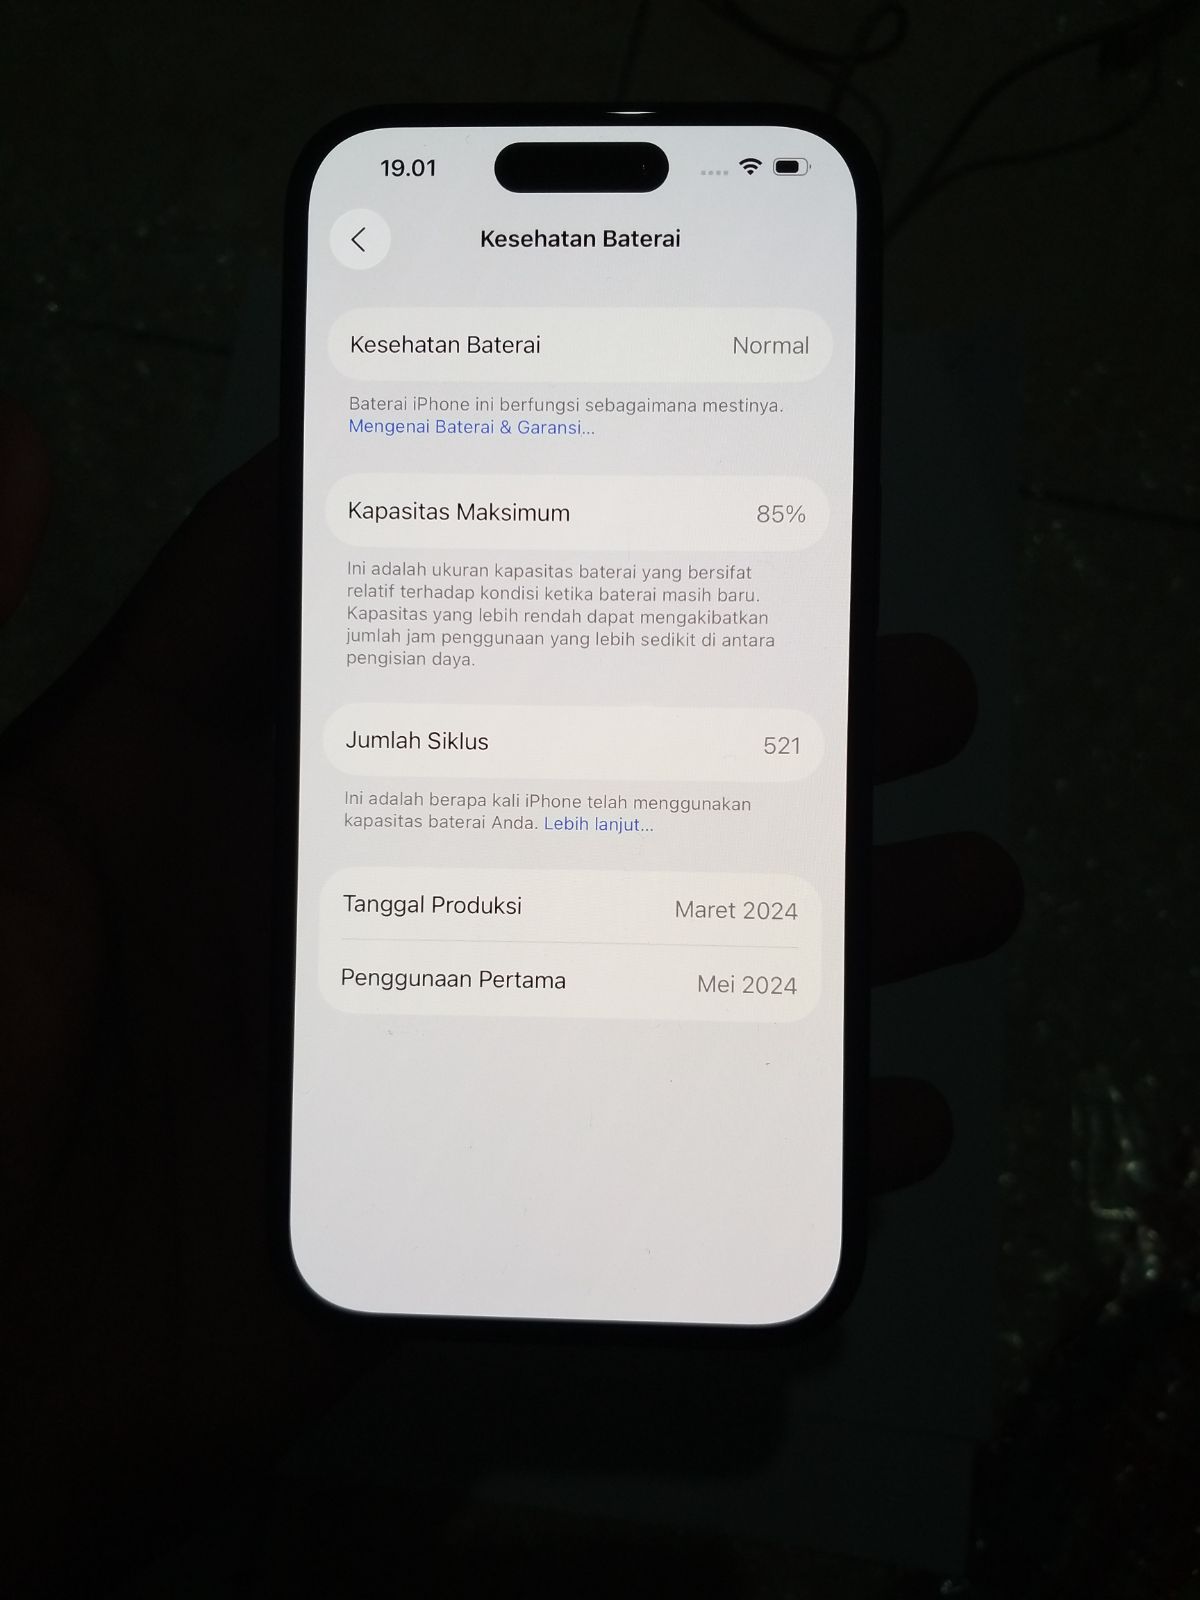 19.01
Kesehatan Baterai
Kesehatan Baterai Normal
Baterai iPhone ini berfungsi sebagaimana mestinya.
Mengenai Baterai & Garansi...
Kapasitas Maksimum 85%
Ini adalah ukuran kapasitas baterai yang bersifat
relatif terhadap kondisi ketika baterai masih baru.
Kapasitas yang lebih rendah dapat mengakibatkan
jumlah jam penggunaan yang lebih sedikit di antara
pengisian daya.
Jumlah Siklus 521
Ini adalah berapa kali iPhone telah menggunakan
kapasitas baterai Anda. Lebih lanjut...
Tanggal Produksi Maret 2024
Penggunaan Pertama Mei 2024